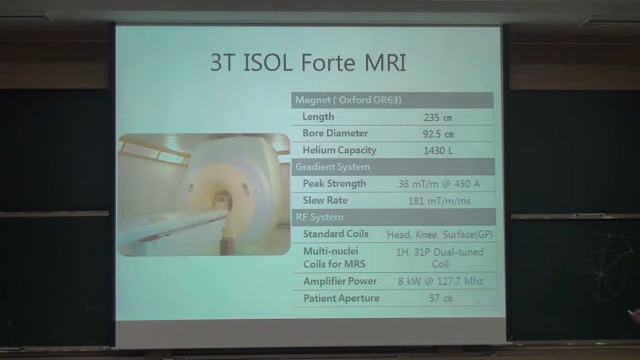 3T ISOL Forte MRI
Magnet ( Oxford OR63)
Length 235 ㎝
Bore Diameter 92.5 ㎝
Helium Capacity 1430 L
Gradient System
Peak Strength 38 mT/m @ 430 A
Slew Rate 181 mT/m/ms
RF System
Standard Coils Head, Knee, Surface(GP)
Multi-nuclei Coils for MRS 1H, 31P Dual-tuned Coil
Amplifier Power 8 kW @ 127.7 Mhz
Patient Aperture 57 ㎝